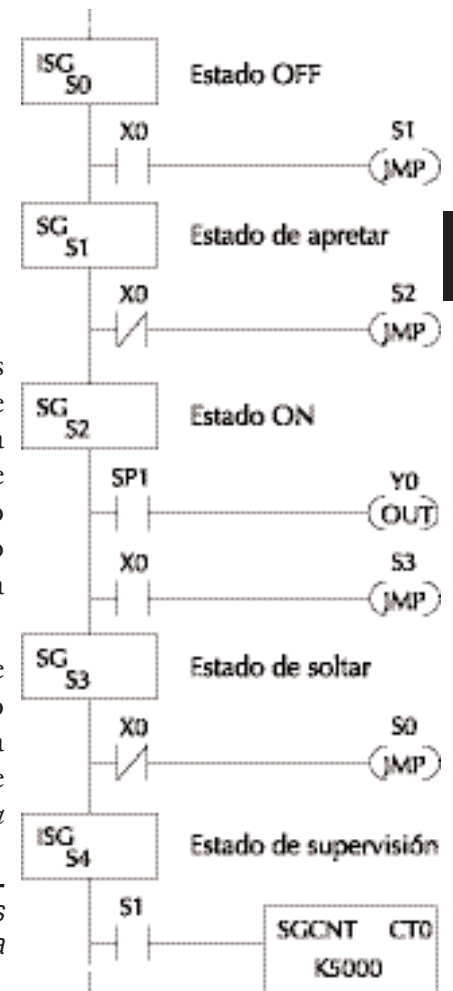 ISG
S0
Estado OFF
X0
S1
JMP
SG
S1
Estado de apretar
X0
S2
JMP
s
e
SG
S2
Estado ON
a
e
SP1
Y0
OUT
o
o
X0
S3
JMP
a
e
SG
S3
Estado de soltar
o
a
X0
S0
JMP
e
a
ISG
S4
Estado de supervisión
s
S1
SGCNT CT0
a
K5000